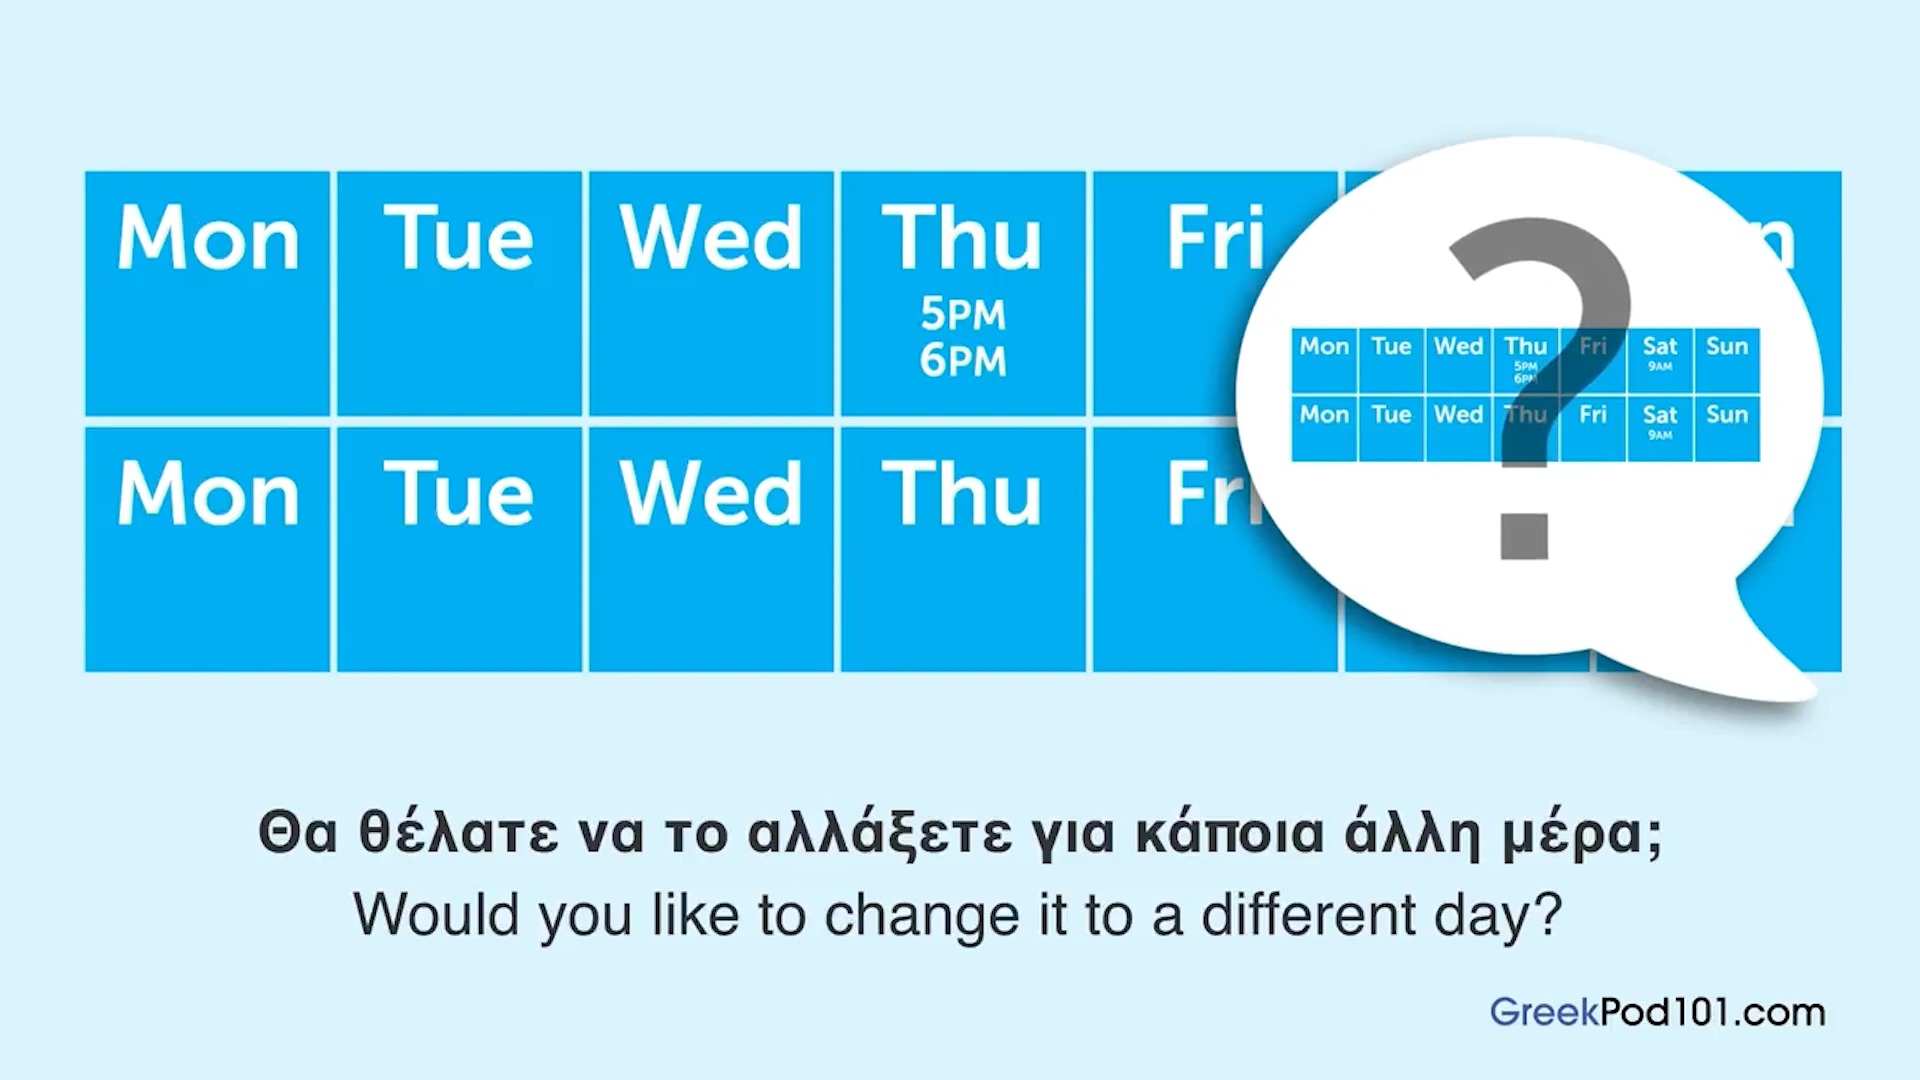 Mon Tue Wed Thu Fri
5PM
6PM
Mon Tue Wed Thu
Mon Tue Wed Thu Fri Sat Sun
5PM 9AM
6PM
Mon Tue Wed Thu Fri Sat Sun
9AM
?
Θα θέλατε να το αλλάξετε για κάποια άλλη μέρα;
Would you like to change it to a different day?
GreekPod101.com